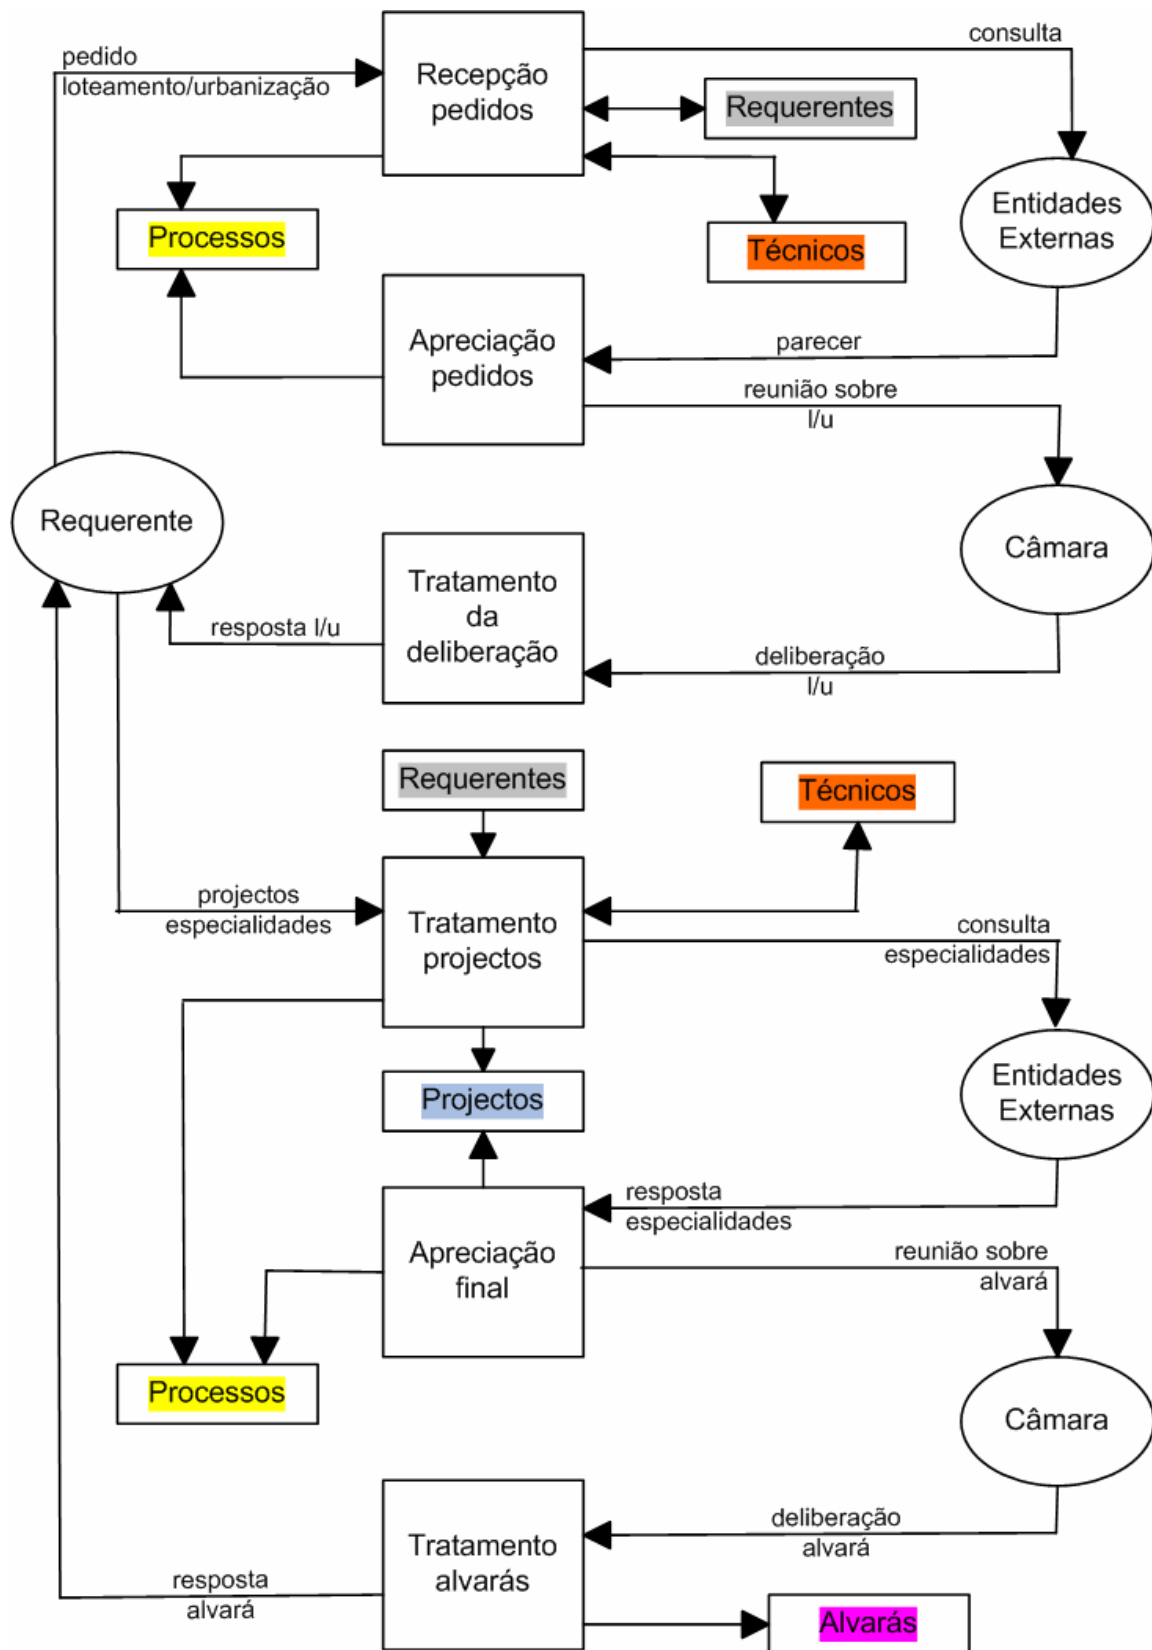 pedido
loteamento/urbanização
Recepção
pedidos
consulta
Requerentes
Processos
Técnicos
Entidades
Externas
Apreciação
pedidos
parecer
reunião sobre
l/u
Requerente
Câmara
Tratamento
da
deliberação
resposta l/u
deliberação
l/u
Requerentes
Técnicos
projectos
especialidades
Tratamento
projectos
consulta
especialidades
Projectos
Entidades
Externas
resposta
especialidades
Apreciação
final
reunião sobre
alvará
Processos
Câmara
Tratamento
alvarás
deliberação
alvará
resposta
alvará
Alvarás